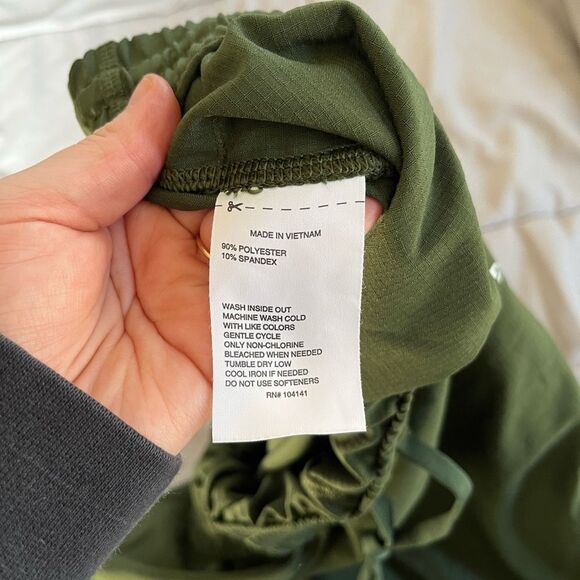 MADE IN VIETNAM
90% POLYESTER
10% SPANDEX
WASH INSIDE OUT
MACHINE WASH COLD
WITH LIKE COLORS
GENTLE CYCLE
ONLY NON-CHLORINE
BLEACHED WHEN NEEDED
TUMBLE DRY LOW
COOL IRON IF NEEDED
DO NOT USE SOFTENERS
RN# 104141